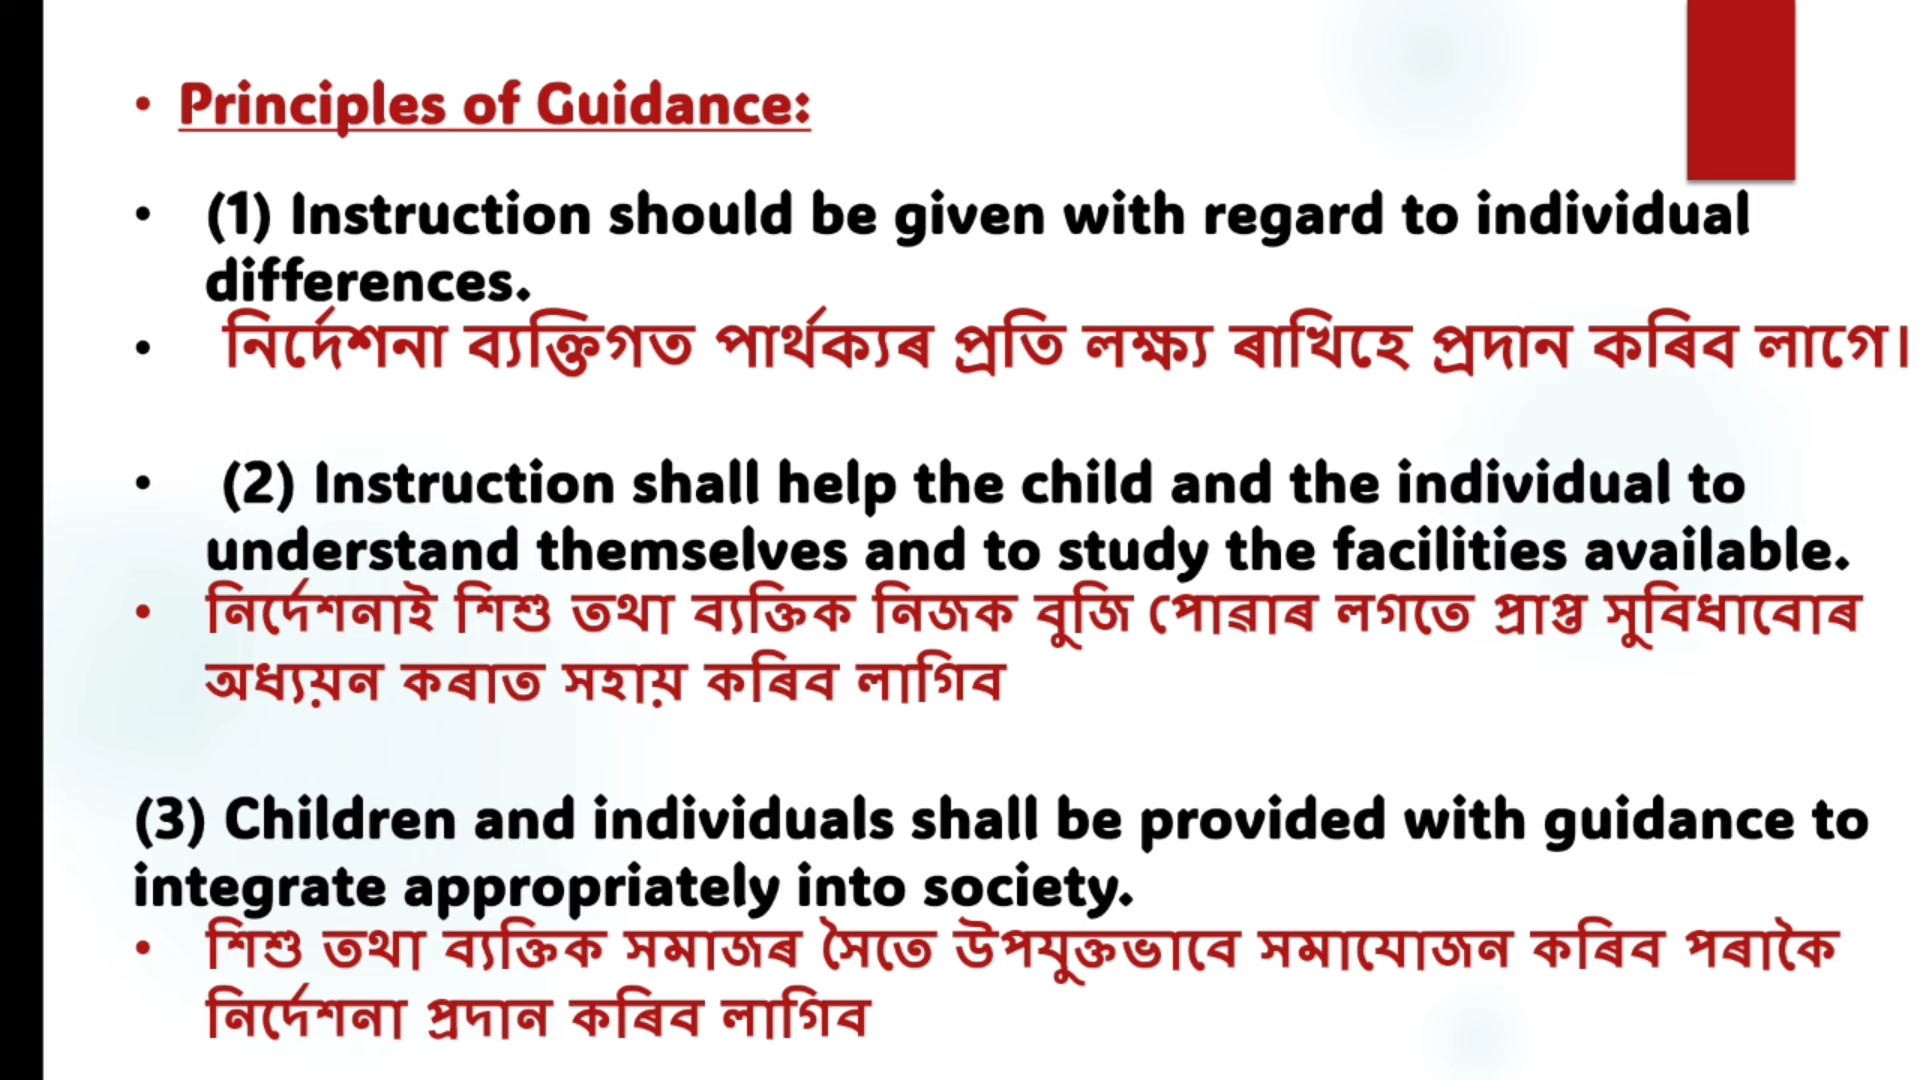 • Principles of Guidance:
• (1) Instruction should be given with regard to individual
differences.
• নিৰ্দেশনা ব্যক্তিগত পাৰ্থক্যৰ প্ৰতি লক্ষ্য ৰাখিহে প্ৰদান কৰিব লাগে।
• (2) Instruction shall help the child and the individual to
understand themselves and to study the facilities available.
• নিৰ্দেশনাই শিশু তথা ব্যক্তিক নিজক বুজি পোৱাৰ লগতে প্ৰাপ্ত সুবিধাবোৰ
অধ্যয়ন কৰাত সহায় কৰিব লাগিব
(3) Children and individuals shall be provided with guidance to
integrate appropriately into society.
• শিশু তথা ব্যক্তিক সমাজৰ সৈতে উপযুক্তভাবে সমাযোজন কৰিব পৰাকৈ
নিৰ্দেশনা প্ৰদান কৰিব লাগিব